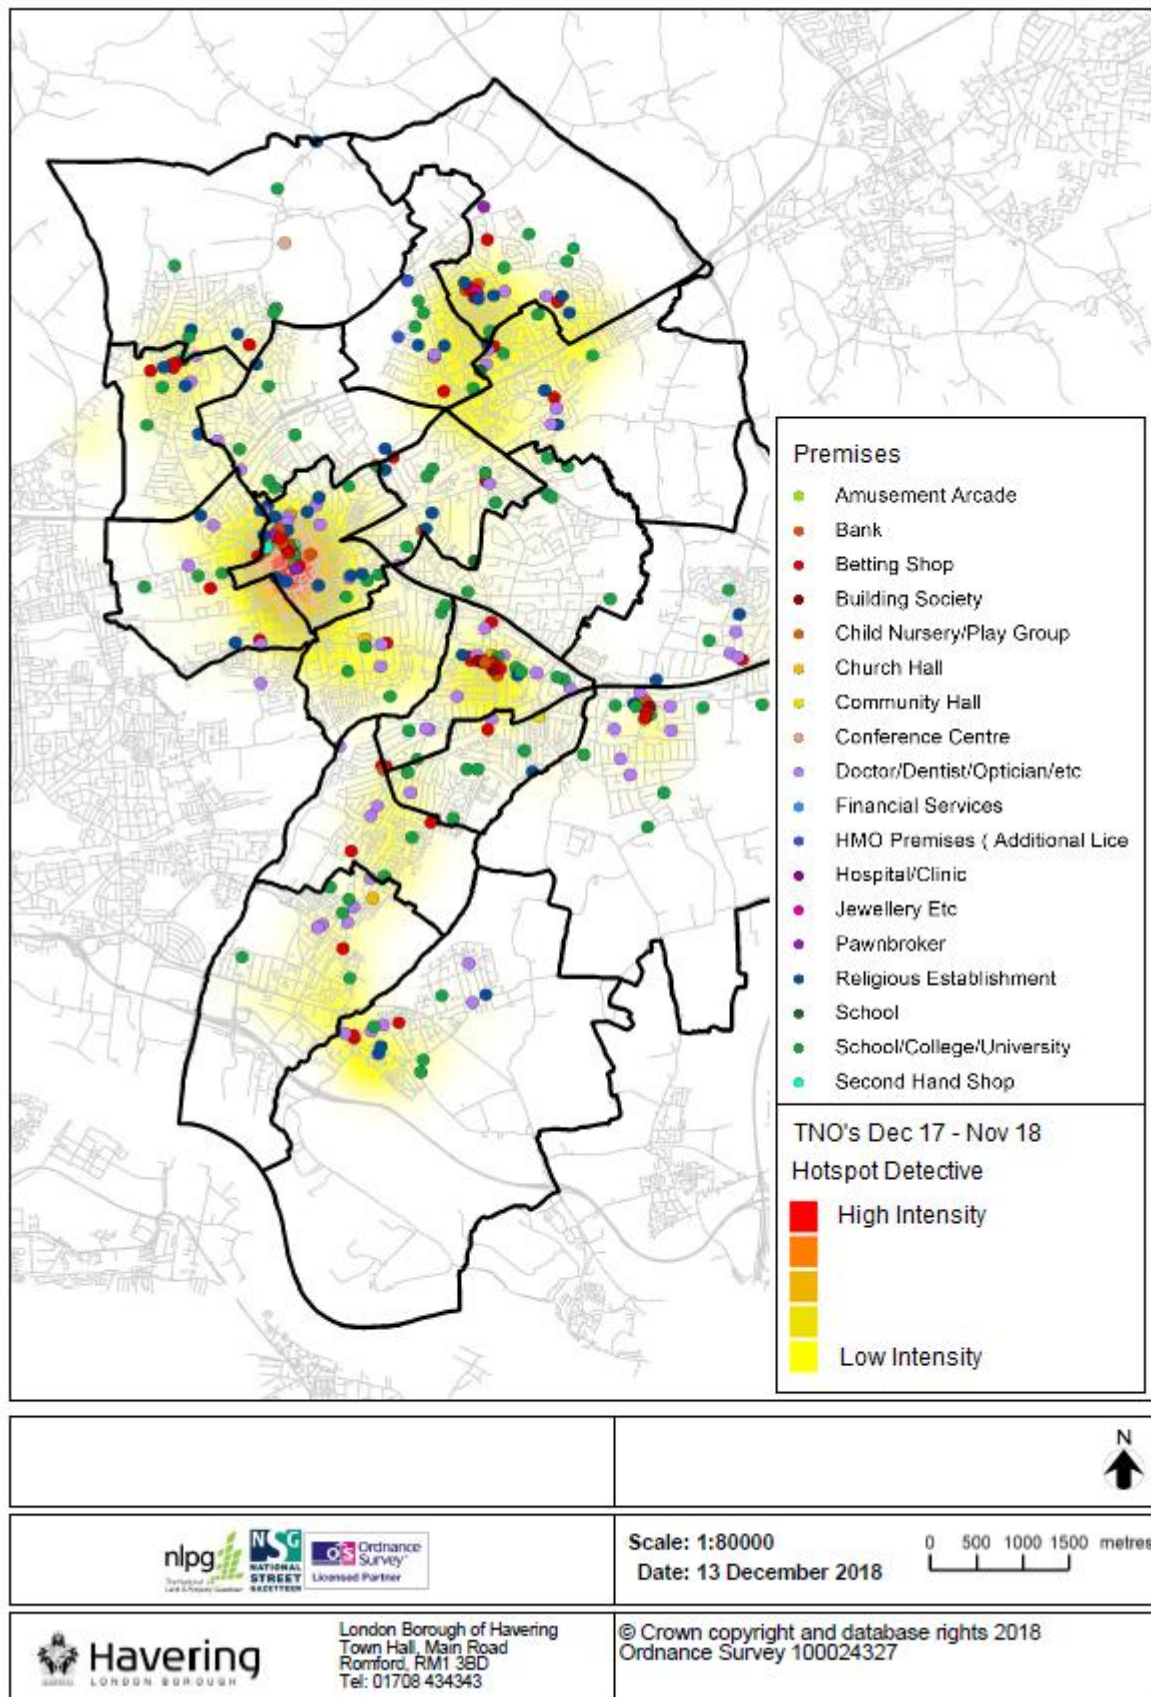 Premises
Amusement Arcade
Bank
Betting Shop
Building Society
Child Nursery/Play Group
Church Hall
Community Hall
Conference Centre
Doctor/Dentist/Optician/etc
Financial Services
HMO Premises ( Additional Lice
Hospital/Clinic
Jewellery Etc
Pawnbroker
Religious Establishment
School
School/College/University
Second Hand Shop
TNO's Dec 17 - Nov 18
Hotspot Detective
High Intensity
Low Intensity
N
nlpg
NSG
NATIONAL
STREET
GAZETTEER
OS Ordnance
Survey
Licensed Partner
Scale: 1:80000
Date: 13 December 2018
0 500 1000 1500 metres
Havering
LONDON BOROUGH
London Borough of Havering
Town Hall, Main Road
Romford, RM1 3BD
Tel: 01708 434343
© Crown copyright and database rights 2018
Ordnance Survey 100024327